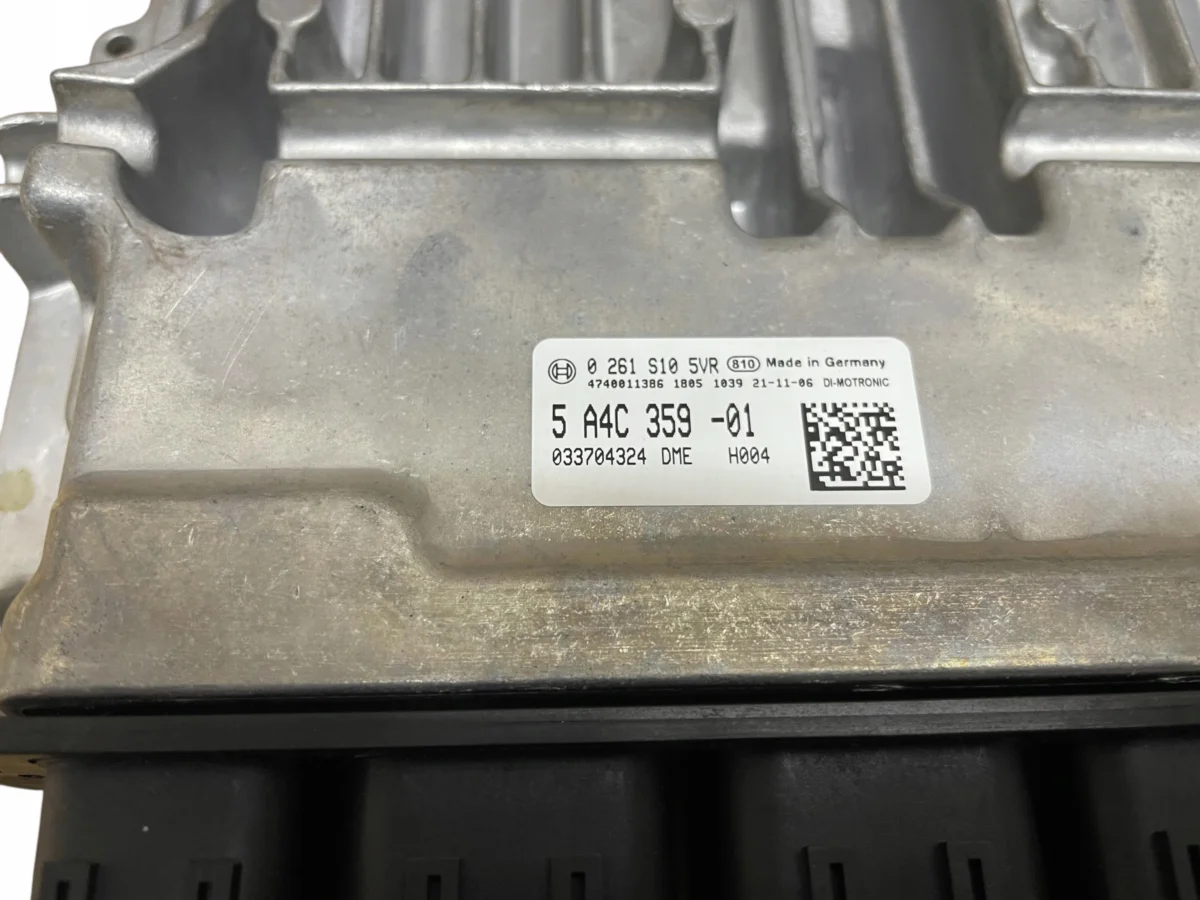 0 261 S10 5VR 810 Made in Germany
4740011386 1805 1039 21-11-06 DI-MOTRONIC
5 A4C 359 -01
033704324 DME H004